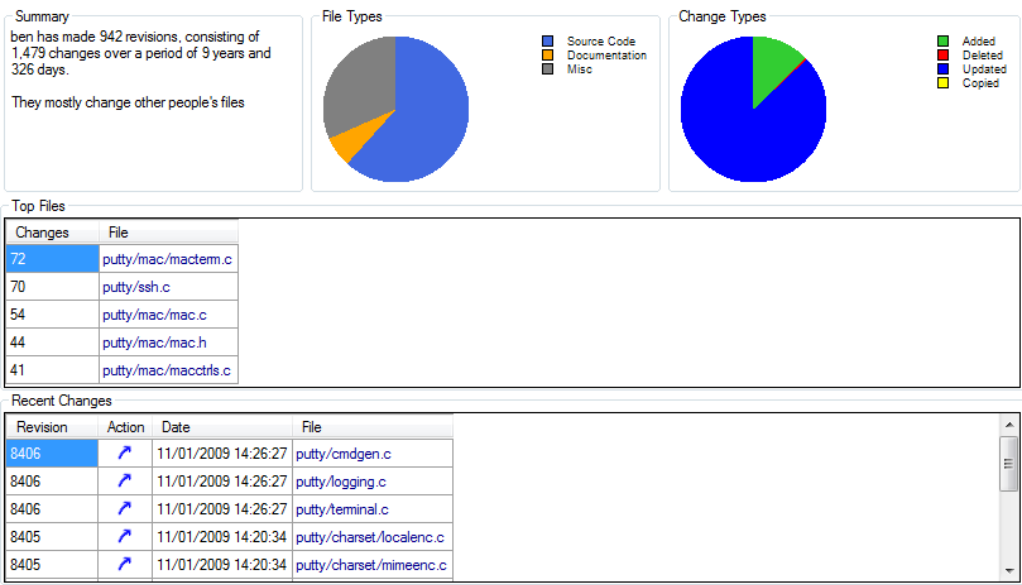 Summary
ben has made 942 revisions, consisting of
1,479 changes over a period of 9 years and
326 days.
They mostly change other people's files
File Types
Source Code
Documentation
Misc
Change Types
Added
Deleted
Updated
Copied
Top Files
Changes File
72 putty/mac/macterm.c
70 putty/ssh.c
54 putty/mac/mac.c
44 putty/mac/mac.h
41 putty/mac/macctrls.c
Recent Changes
Revision Action Date File
8406 11/01/2009 14:26:27 putty/cmdgen.c
8406 11/01/2009 14:26:27 putty/logging.c
8406 11/01/2009 14:26:27 putty/terminal.c
8405 11/01/2009 14:20:34 putty/charset/localenc.c
8405 11/01/2009 14:20:34 putty/charset/mimeenc.c